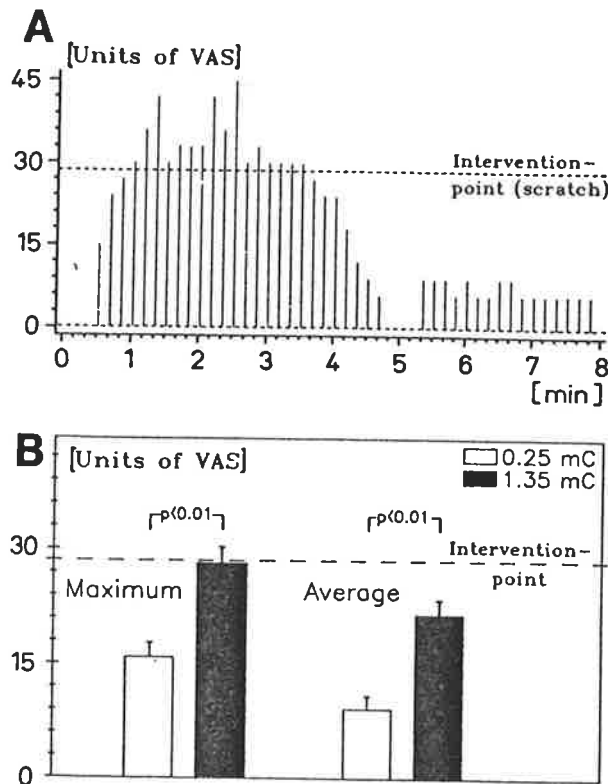 A
[Units of VAS]
45
30
15
0
Intervention-
point (scratch)
0 1 2 3 4 5 6 7 8
[min]
B
[Units of VAS]
0.25 mC
1.35 mC
p<0.01
p<0.01
30
15
0
Intervention-
point
Maximum
Average